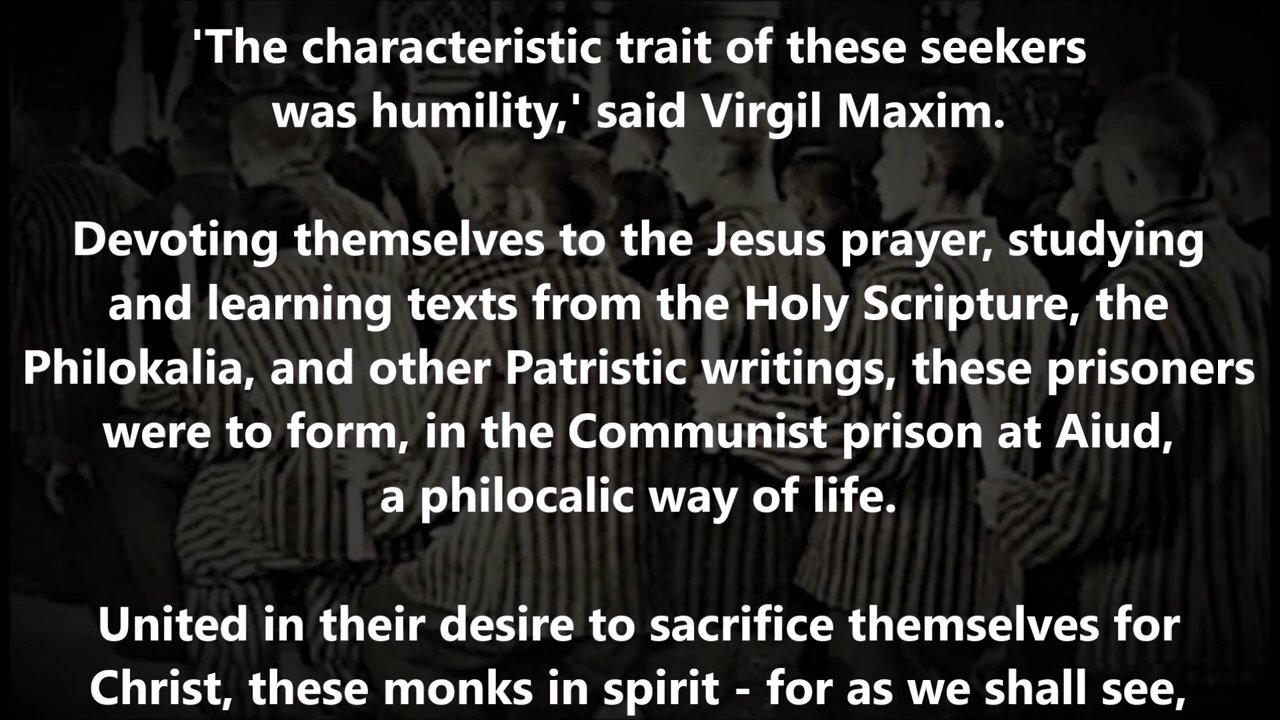 'The characteristic trait of these seekers
was humility,' said Virgil Maxim.
Devoting themselves to the Jesus prayer, studying
and learning texts from the Holy Scripture, the
Philokalia, and other Patristic writings, these prisoners
were to form, in the Communist prison at Aiud,
a philocalic way of life.
United in their desire to sacrifice themselves for
Christ, these monks in spirit - for as we shall see,